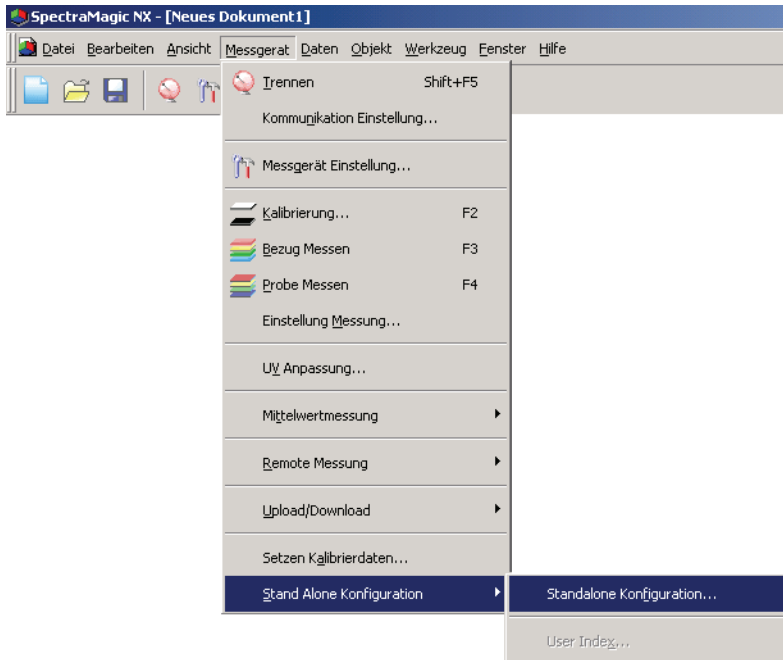 SpectraMagic NX - [Neues Dokument1]
Datei Bearbeiten Ansicht Messgerat Daten Objekt Werkzeug Fenster Hilfe
Trennen Shift+F5
Kommunikation Einstellung...
Messgerät Einstellung...
Kalibrierung... F2
Bezug Messen F3
Probe Messen F4
Einstellung Messung...
UV Anpassung...
Mittelwertmessung
Remote Messung
Upload/Download
Setzen Kalibrierdaten...
Stand Alone Konfiguration
Standalone Konfiguration...
User Index...